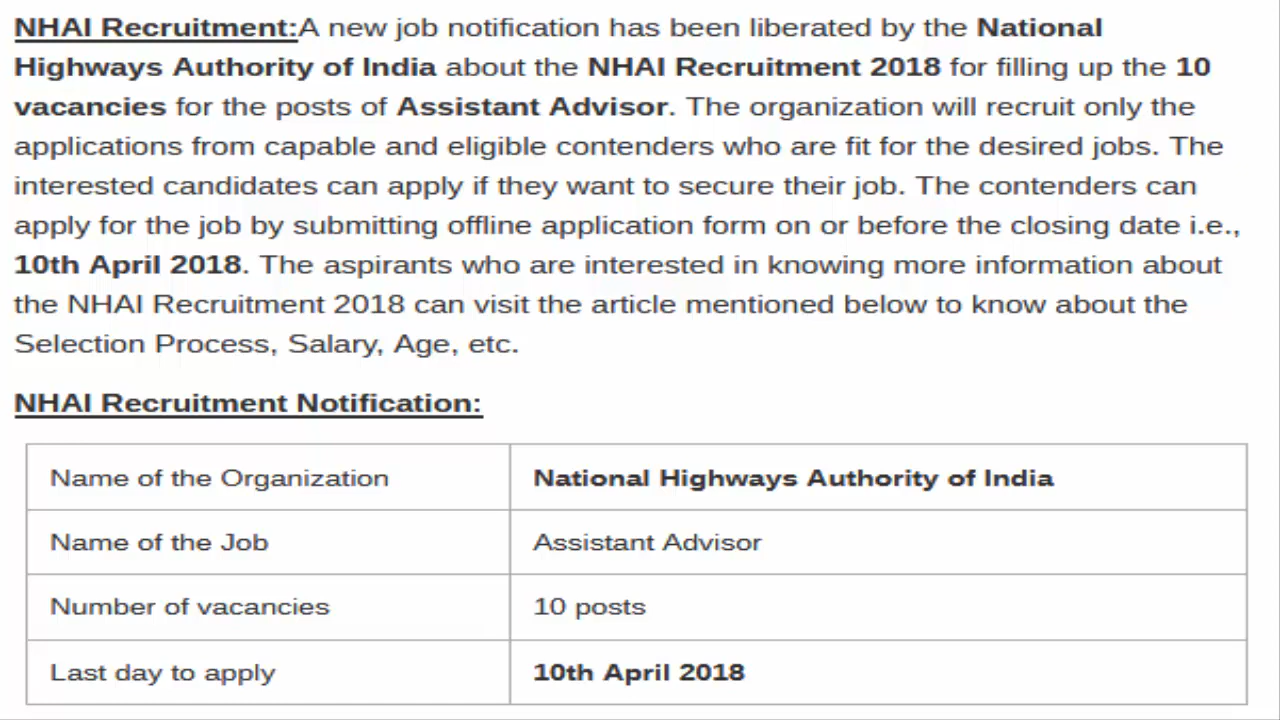 NHAI Recruitment:A new job notification has been liberated by the National
Highways Authority of India about the NHAI Recruitment 2018 for filling up the 10
vacancies for the posts of Assistant Advisor. The organization will recruit only the
applications from capable and eligible contenders who are fit for the desired jobs. The
interested candidates can apply if they want to secure their job. The contenders can
apply for the job by submitting offline application form on or before the closing date i.e.,
10th April 2018. The aspirants who are interested in knowing more information about
the NHAI Recruitment 2018 can visit the article mentioned below to know about the
Selection Process, Salary, Age, etc.
NHAI Recruitment Notification:
Name of the Organization National Highways Authority of India
Name of the Job Assistant Advisor
Number of vacancies 10 posts
Last day to apply 10th April 2018